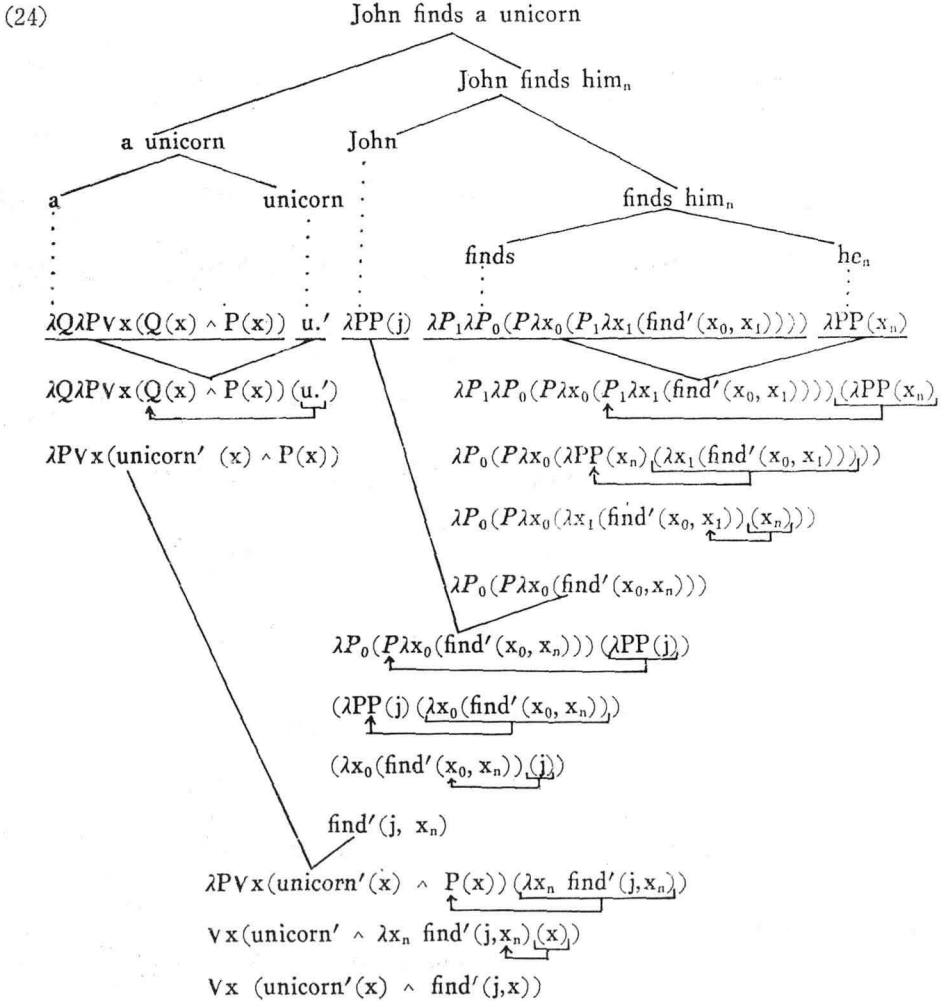 (24)
John finds a unicorn
John finds himₙ
a unicorn John
a unicorn finds himₙ
finds heₙ
λQλP∨x(Q(x) ∧ P(x)) u.′ λPP(j) λP₁λP₀(Pλx₀(P₁λx₁(find′(x₀, x₁)))) λPP(xₙ)
λQλP∨x(Q(x) ∧ P(x))(u.′) λP₁λP₀(Pλx₀(P₁λx₁(find′(x₀, x₁))))(λPP(xₙ)
λP∨x(unicorn′ (x) ∧ P(x)) λP₀(Pλx₀(λPP(xₙ)(λx₁(find′(x₀, x₁)))))
λP₀(Pλx₀(λx₁(find′(x₀, x₁))(xₙ)))
λP₀(Pλx₀(find′(x₀,xₙ)))
λP₀(Pλx₀(find′(x₀, xₙ)))(λPP(j))
(λPP(j)(λx₀(find′(x₀, xₙ)))
(λx₀(find′(x₀, xₙ))(j))
find′(j, xₙ)
λP∨x(unicorn′(x) ∧ P(x))(λxₙ find′(j,xₙ))
∨x(unicorn′ ∧ λxₙ find′(j,xₙ)(x))
∨x (unicorn′(x) ∧ find′(j,x))